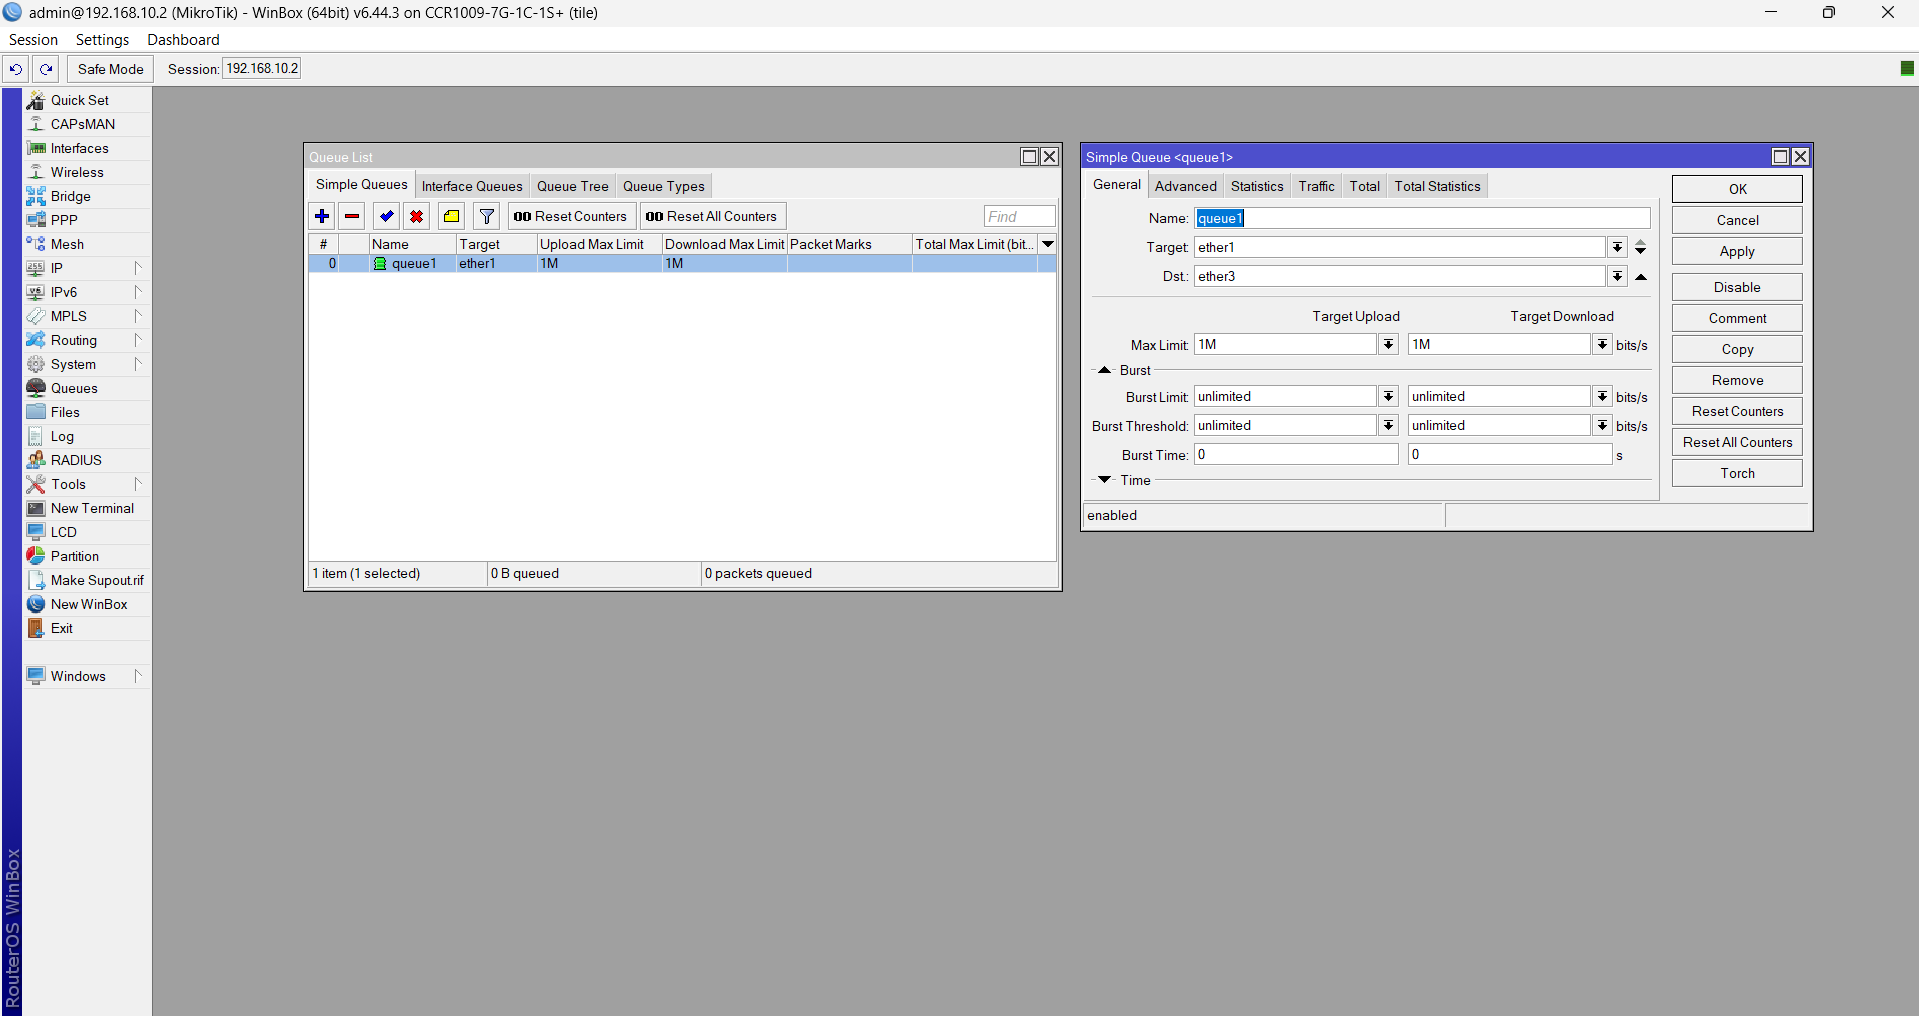 admin@192.168.10.2 (MikroTik) - WinBox (64bit) v6.44.3 on CCR1009-7G-1C-1S+ (tile)
Session Settings Dashboard
Safe Mode Session: 192.168.10.2
Quick Set
CAPsMAN
Interfaces
Wireless
Bridge
PPP
Mesh
IP
IPv6
MPLS
Routing
System
Queues
Files
Log
RADIUS
Tools
New Terminal
LCD
Partition
Make Supout.rif
New WinBox
Exit
Windows
RouterOS WinBox
Queue List
Simple Queues Interface Queues Queue Tree Queue Types
00 Reset Counters 00 Reset All Counters Find
# Name Target Upload Max Limit Download Max Limit Packet Marks Total Max Limit (bit...
0 queue1 ether1 1M 1M
1 item (1 selected) 0 B queued 0 packets queued
Simple Queue <queue1>
General Advanced Statistics Traffic Total Total Statistics
Name: queue1
Target: ether1
Dst.: ether3
Target Upload Target Download
Max Limit: 1M 1M bits/s
Burst
Burst Limit: unlimited unlimited bits/s
Burst Threshold: unlimited unlimited bits/s
Burst Time: 0 0 s
Time
enabled
OK
Cancel
Apply
Disable
Comment
Copy
Remove
Reset Counters
Reset All Counters
Torch